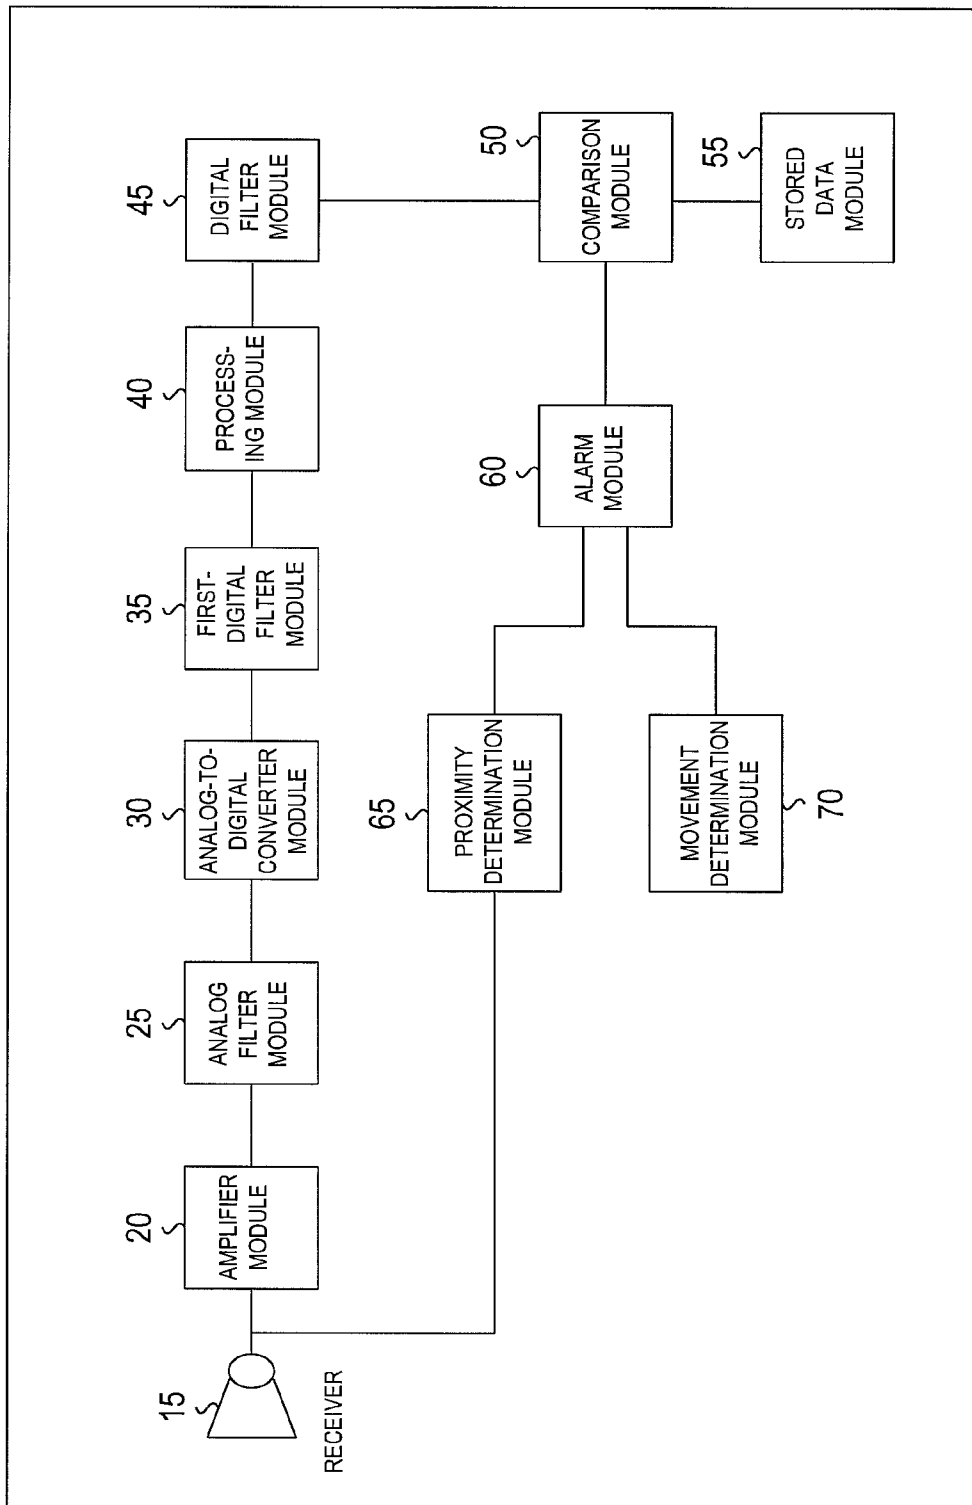 15
RECEIVER
20
AMPLIFIER
MODULE
25
ANALOG
FILTER
MODULE
30
ANALOG-TO-
DIGITAL
CONVERTER
MODULE
35
FIRST-
DIGITAL
FILTER
MODULE
40
PROCESS-
ING MODULE
45
DIGITAL
FILTER
MODULE
65
PROXIMITY
DETERMINATION
MODULE
60
ALARM
MODULE
50
COMPARISON
MODULE
MOVEMENT
DETERMINATION
MODULE
70
55
STORED
DATA
MODULE